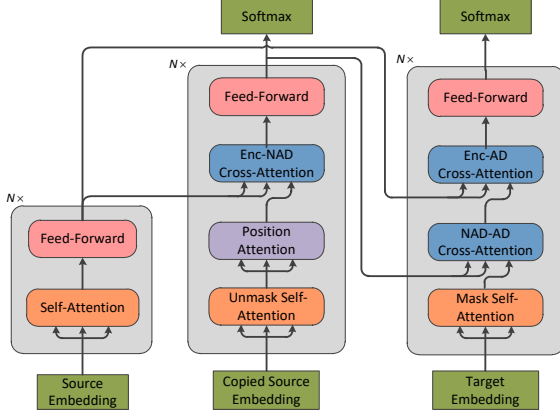 Softmax
Softmax
N×
N×
Feed-Forward
Feed-Forward
Enc-NAD
Cross-Attention
Enc-AD
Cross-Attention
N×
Feed-Forward
Position
Attention
NAD-AD
Cross-Attention
Self-Attention
Unmask Self-
Attention
Mask Self-
Attention
Source
Embedding
Copied Source
Embedding
Target
Embedding